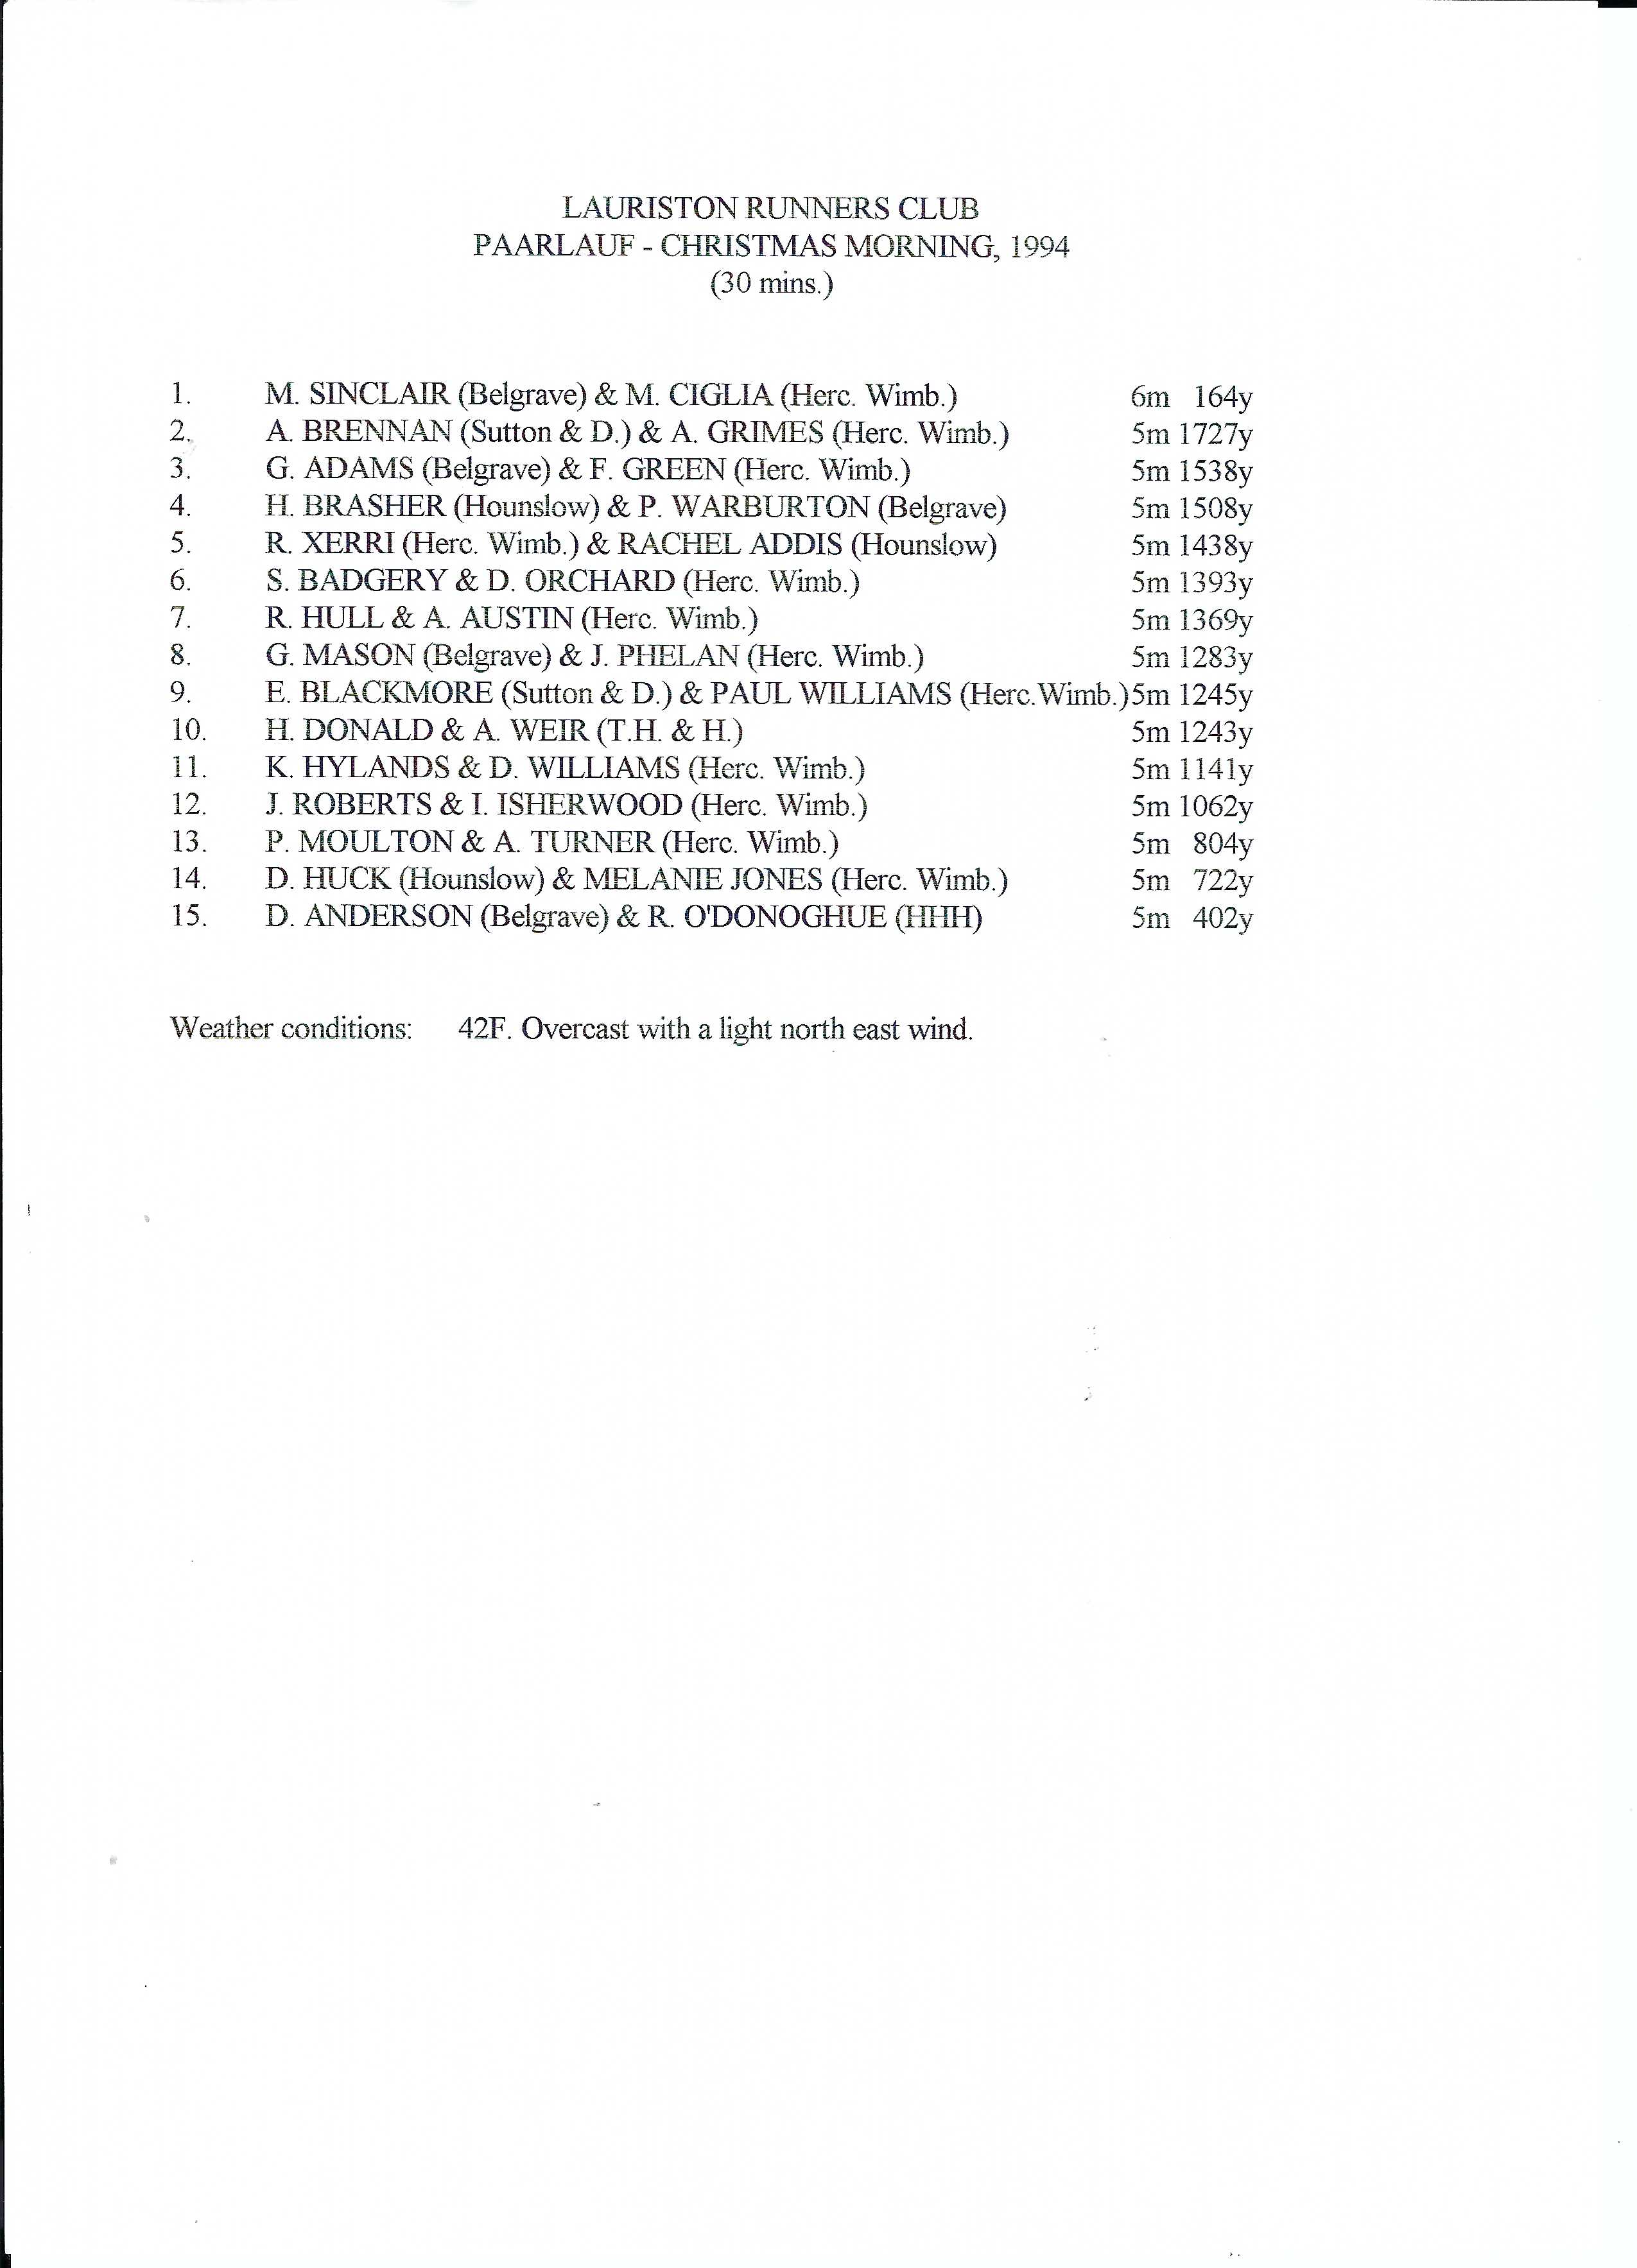 LAURISTON RUNNERS CLUB
PAARLAUF - CHRISTMAS MORNING, 1994
(30 mins.)
1. M. SINCLAIR (Belgrave) & M. CIGLIA (Herc. Wimb.) 6m 164y
2. A. BRENNAN (Sutton & D.) & A. GRIMES (Herc. Wimb.) 5m 1727y
3. G. ADAMS (Belgrave) & F. GREEN (Herc. Wimb.) 5m 1538y
4. H. BRASHER (Hounslow) & P. WARBURTON (Belgrave) 5m 1508y
5. R. XERRI (Herc. Wimb.) & RACHEL ADDIS (Hounslow) 5m 1438y
6. S. BADGERY & D. ORCHARD (Herc. Wimb.) 5m 1393y
7. R. HULL & A. AUSTIN (Herc. Wimb.) 5m 1369y
8. G. MASON (Belgrave) & J. PHELAN (Herc. Wimb.) 5m 1283y
9. E. BLACKMORE (Sutton & D.) & PAUL WILLIAMS (Herc.Wimb.)5m 1245y
10. H. DONALD & A. WEIR (T.H. & H.) 5m 1243y
11. K. HYLANDS & D. WILLIAMS (Herc. Wimb.) 5m 1141y
12. J. ROBERTS & I. ISHERWOOD (Herc. Wimb.) 5m 1062y
13. P. MOULTON & A. TURNER (Herc. Wimb.) 5m 804y
14. D. HUCK (Hounslow) & MELANIE JONES (Herc. Wimb.) 5m 722y
15. D. ANDERSON (Belgrave) & R. O'DONOGHUE (HHH) 5m 402y
Weather conditions: 42F. Overcast with a light north east wind.